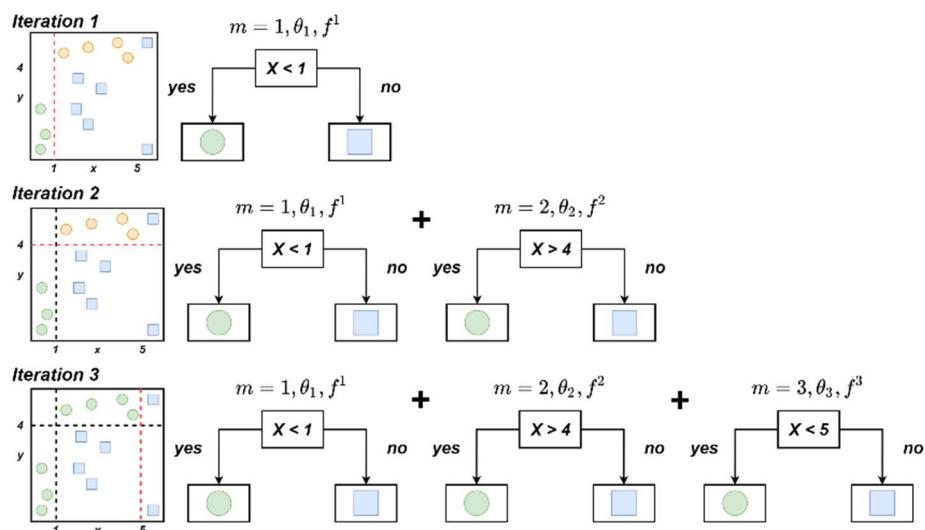 Iteration 1
m = 1, θ₁, f¹
4
y
1 x 5
X < 1
yes
no
Iteration 2
m = 1, θ₁, f¹
+
m = 2, θ₂, f²
4
y
1 x 5
X < 1
yes
no
X > 4
yes
no
Iteration 3
m = 1, θ₁, f¹
+
m = 2, θ₂, f²
+
m = 3, θ₃, f³
4
y
1 x 5
X < 1
yes
no
X > 4
yes
no
X < 5
yes
no